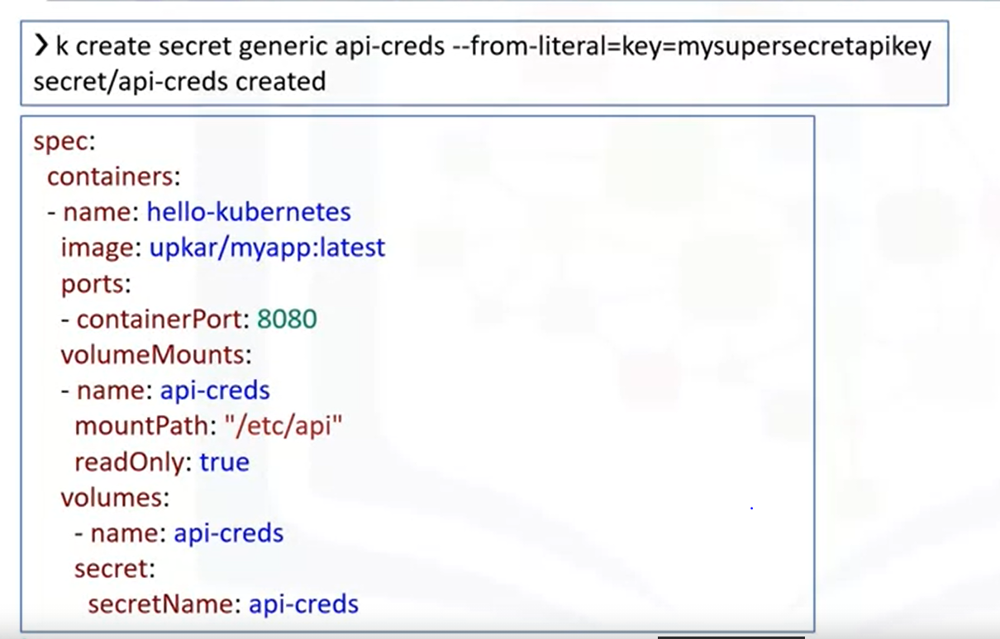 ❯ k create secret generic api-creds --from-literal=key=mysupersecretapikey
secret/api-creds created
spec:
  containers:
  - name: hello-kubernetes
    image: upkar/myapp:latest
    ports:
    - containerPort: 8080
    volumeMounts:
    - name: api-creds
      mountPath: "/etc/api"
      readOnly: true
    volumes:
      - name: api-creds
      secret:
        secretName: api-creds